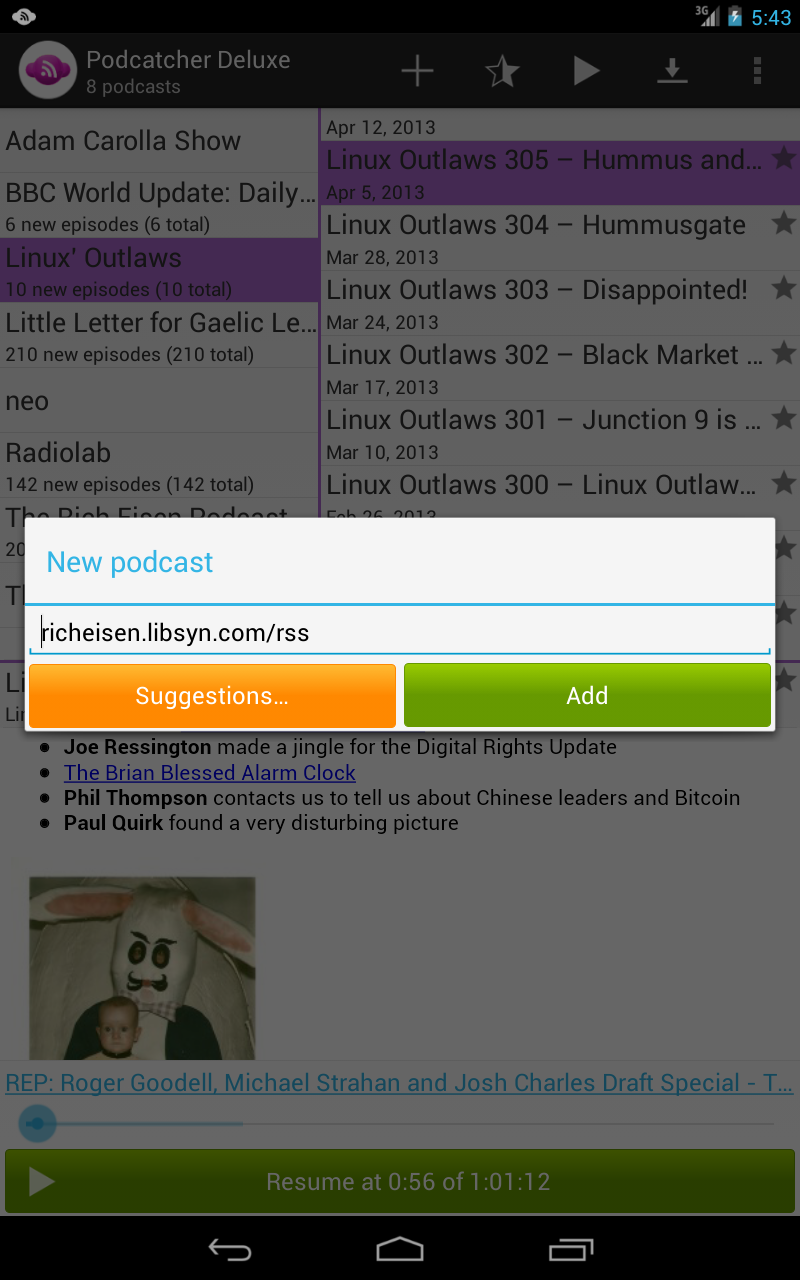 3G 5:43
Podcatcher Deluxe
8 podcasts
Adam Carolla Show
BBC World Update: Daily...
6 new episodes (6 total)
Linux' Outlaws
10 new episodes (10 total)
Little Letter for Gaelic Le...
210 new episodes (210 total)
neo
Radiolab
142 new episodes (142 total)
The Rich Eisen Podcast
20
Apr 12, 2013
Linux Outlaws 305 – Hummus and...
Apr 5, 2013
Linux Outlaws 304 – Hummusgate
Mar 28, 2013
Linux Outlaws 303 – Disappointed!
Mar 24, 2013
Linux Outlaws 302 – Black Market ...
Mar 17, 2013
Linux Outlaws 301 – Junction 9 is ...
Mar 10, 2013
Linux Outlaws 300 – Linux Outlaw...
Feb 26, 2013
New podcast
richeisen.libsyn.com/rss
Suggestions...
Add
• Joe Ressington made a jingle for the Digital Rights Update
• The Brian Blessed Alarm Clock
• Phil Thompson contacts us to tell us about Chinese leaders and Bitcoin
• Paul Quirk found a very disturbing picture
REP: Roger Goodell, Michael Strahan and Josh Charles Draft Special - T...
Resume at 0:56 of 1:01:12